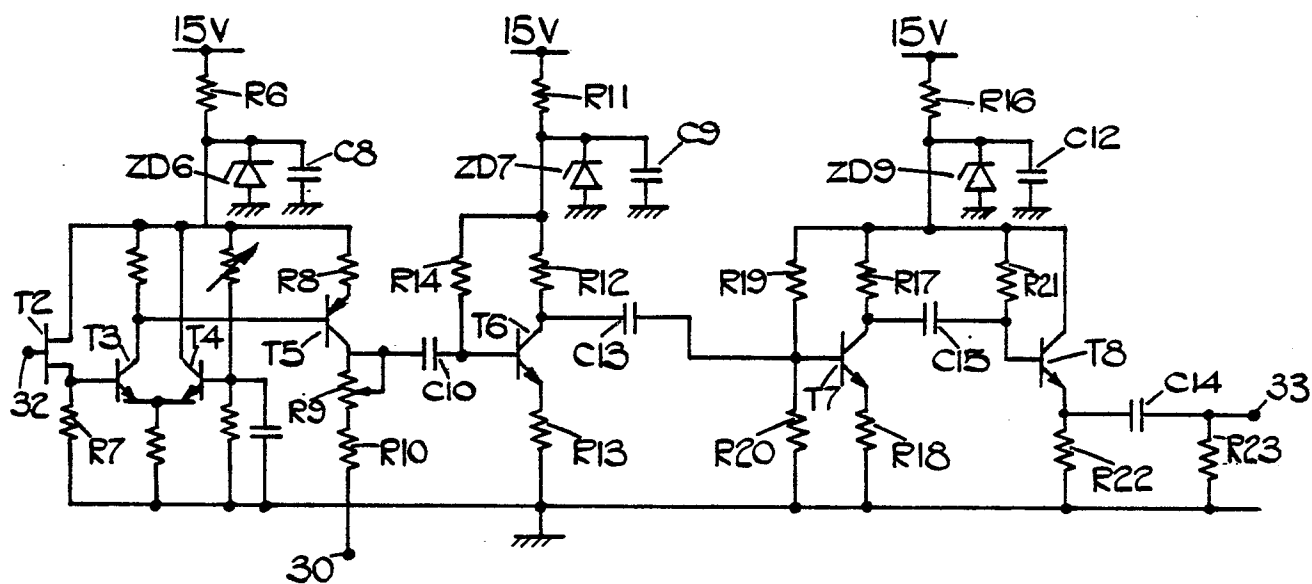 15V
15V
15V
R6
R11
R16
C8
C9
C12
ZD6
ZD7
ZD9
R8
R14
R12
R19
R17
R21
T2
T3
T4
T5
T6
C13
C15
T8
32
R9
C10
T7
C14
33
R7
R10
R13
R20
R18
R22
R23
30